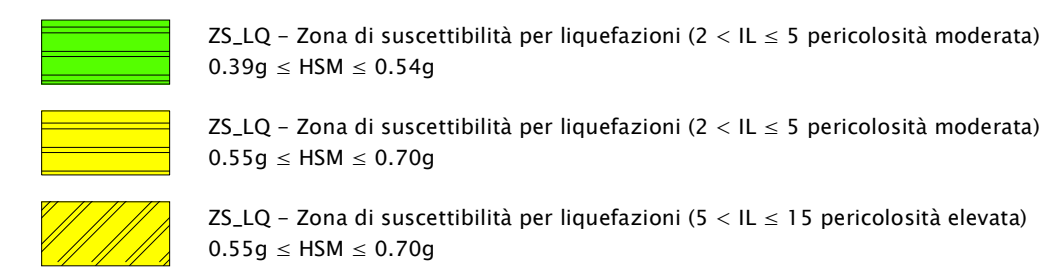 ZS_LQ – Zona di suscettibilità per liquefazioni (2 < IL ≤ 5 pericolosità moderata)
0.39g ≤ HSM ≤ 0.54g
ZS_LQ – Zona di suscettibilità per liquefazioni (2 < IL ≤ 5 pericolosità moderata)
0.55g ≤ HSM ≤ 0.70g
ZS_LQ – Zona di suscettibilità per liquefazioni (5 < IL ≤ 15 pericolosità elevata)
0.55g ≤ HSM ≤ 0.70g